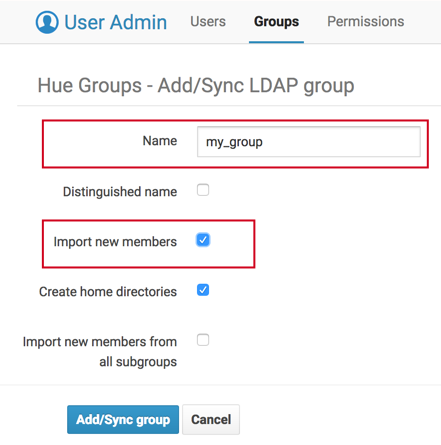 User Admin Users Groups Permissions
Hue Groups - Add/Sync LDAP group
Name my_group
Distinguished name
Import new members
Create home directories
Import new members from
all subgroups
Add/Sync group Cancel